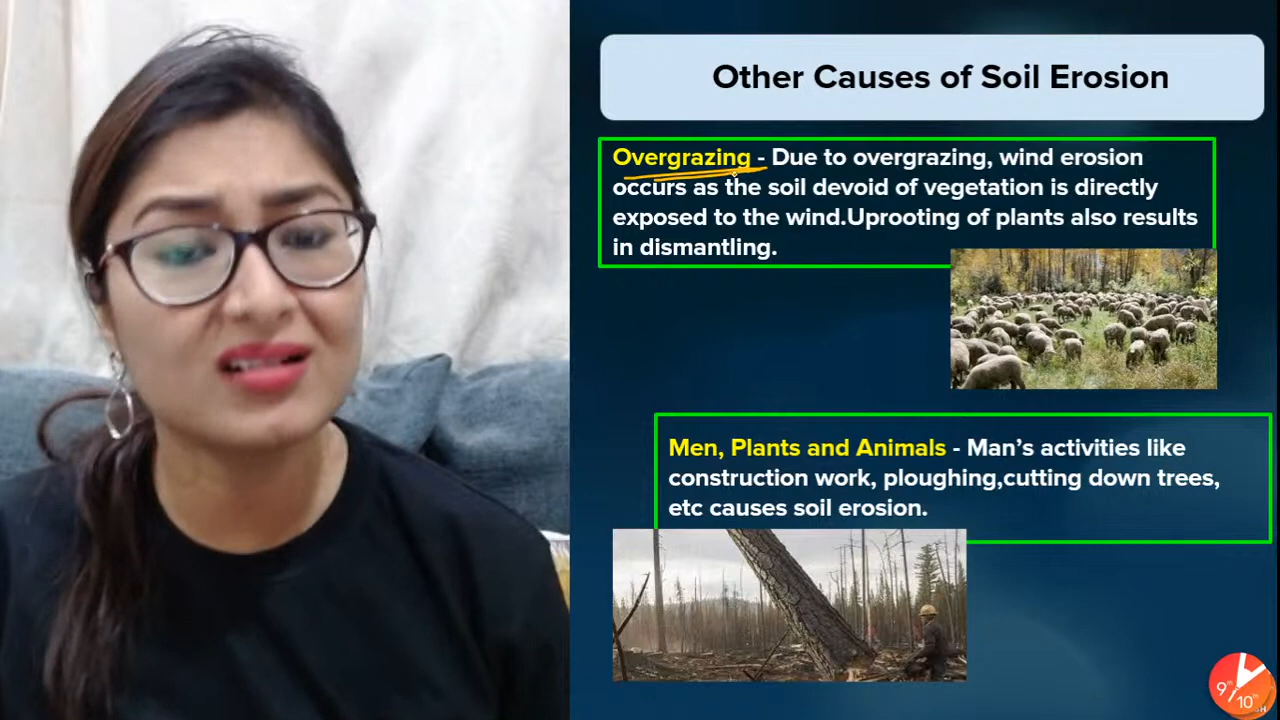 Other Causes of Soil Erosion
Overgrazing - Due to overgrazing, wind erosion
occurs as the soil devoid of vegetation is directly
exposed to the wind.Uprooting of plants also results
in dismantling.
Men, Plants and Animals - Man's activities like
construction work, ploughing,cutting down trees,
etc causes soil erosion.
9th
10th